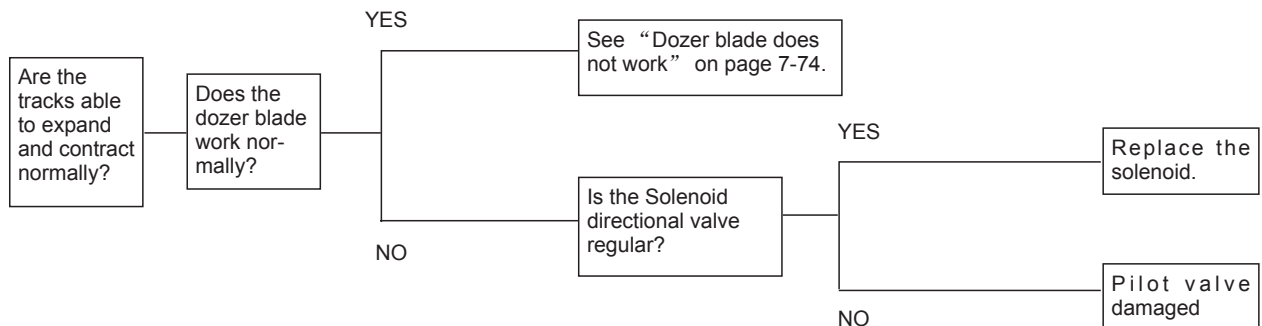 Are the
tracks able
to expand
and contract
normally?
Does the
dozer blade
work nor-
mally?
YES
See “Dozer blade does
not work” on page 7-74.
NO
Is the Solenoid
directional valve
regular?
YES
Replace the
solenoid.
NO
Pilot valve
damaged